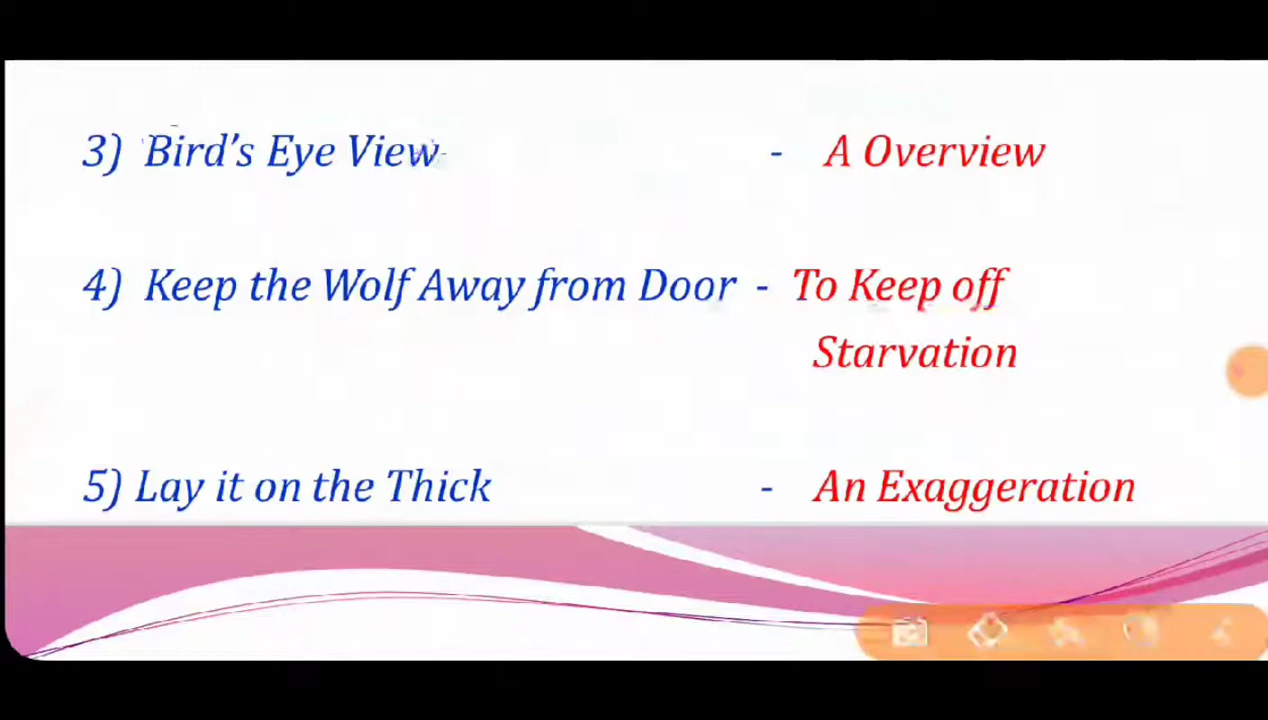 3) Bird's Eye View - A Overview
4) Keep the Wolf Away from Door - To Keep off
Starvation
5) Lay it on the Thick - An Exaggeration